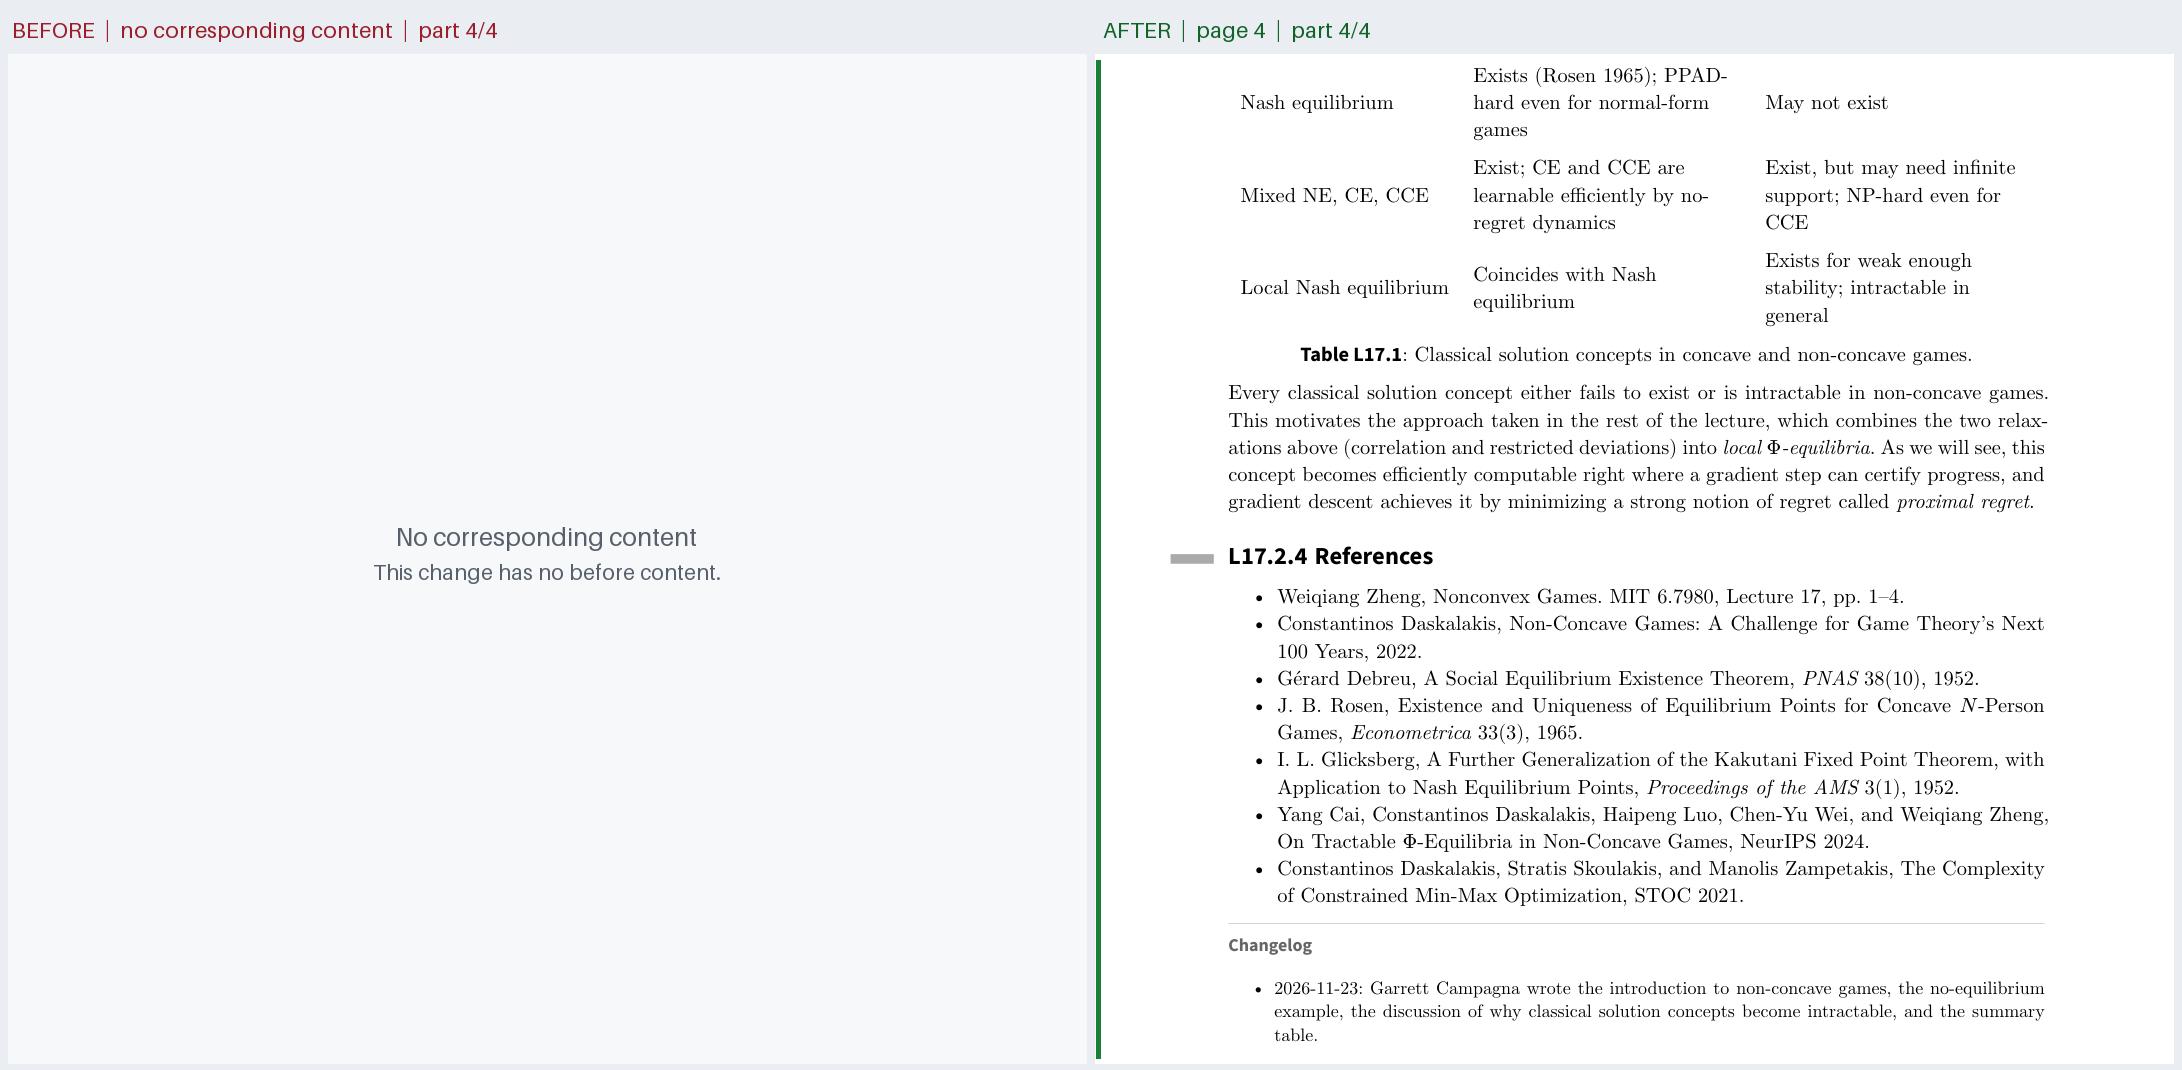 BEFORE | no corresponding content | part 4/4
AFTER | page 4 | part 4/4
No corresponding content
This change has no before content.
Nash equilibrium
Exists (Rosen 1965); PPAD-
hard even for normal-form
games
May not exist
Mixed NE, CE, CCE
Exist; CE and CCE are
learnable efficiently by no-
regret dynamics
Exist, but may need infinite
support; NP-hard even for
CCE
Local Nash equilibrium
Coincides with Nash
equilibrium
Exists for weak enough
stability; intractable in
general
Table L17.1: Classical solution concepts in concave and non-concave games.
Every classical solution concept either fails to exist or is intractable in non-concave games.
This motivates the approach taken in the rest of the lecture, which combines the two relax-
ations above (correlation and restricted deviations) into local Φ-equilibria. As we will see, this
concept becomes efficiently computable right where a gradient step can certify progress, and
gradient descent achieves it by minimizing a strong notion of regret called proximal regret.
L17.2.4 References
• Weiqiang Zheng, Nonconvex Games. MIT 6.7980, Lecture 17, pp. 1–4.
• Constantinos Daskalakis, Non-Concave Games: A Challenge for Game Theory's Next
100 Years, 2022.
• Gérard Debreu, A Social Equilibrium Existence Theorem, PNAS 38(10), 1952.
• J. B. Rosen, Existence and Uniqueness of Equilibrium Points for Concave N-Person
Games, Econometrica 33(3), 1965.
• I. L. Glicksberg, A Further Generalization of the Kakutani Fixed Point Theorem, with
Application to Nash Equilibrium Points, Proceedings of the AMS 3(1), 1952.
• Yang Cai, Constantinos Daskalakis, Haipeng Luo, Chen-Yu Wei, and Weiqiang Zheng,
On Tractable Φ-Equilibria in Non-Concave Games, NeurIPS 2024.
• Constantinos Daskalakis, Stratis Skoulakis, and Manolis Zampetakis, The Complexity
of Constrained Min-Max Optimization, STOC 2021.
Changelog
• 2026-11-23: Garrett Campagna wrote the introduction to non-concave games, the no-equilibrium
example, the discussion of why classical solution concepts become intractable, and the summary
table.